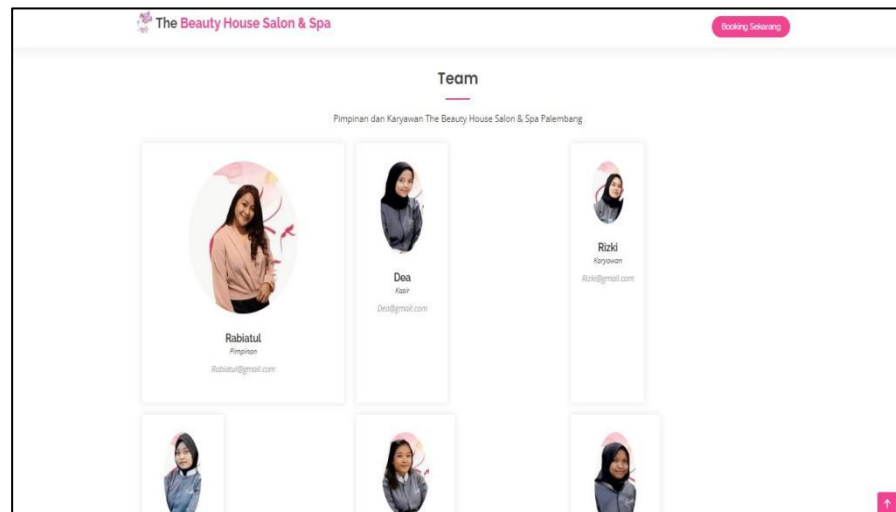 The Beauty House Salon & Spa
Booking Sekarang
Team
Pimpinan dan Karyawan The Beauty House Salon & Spa Palembang
Rabiatul
Pimpinan
Rabiatul@gmail.com
Dea
Kasir
Dea@gmail.com
Rizki
Karyawan
Rizki@gmail.com